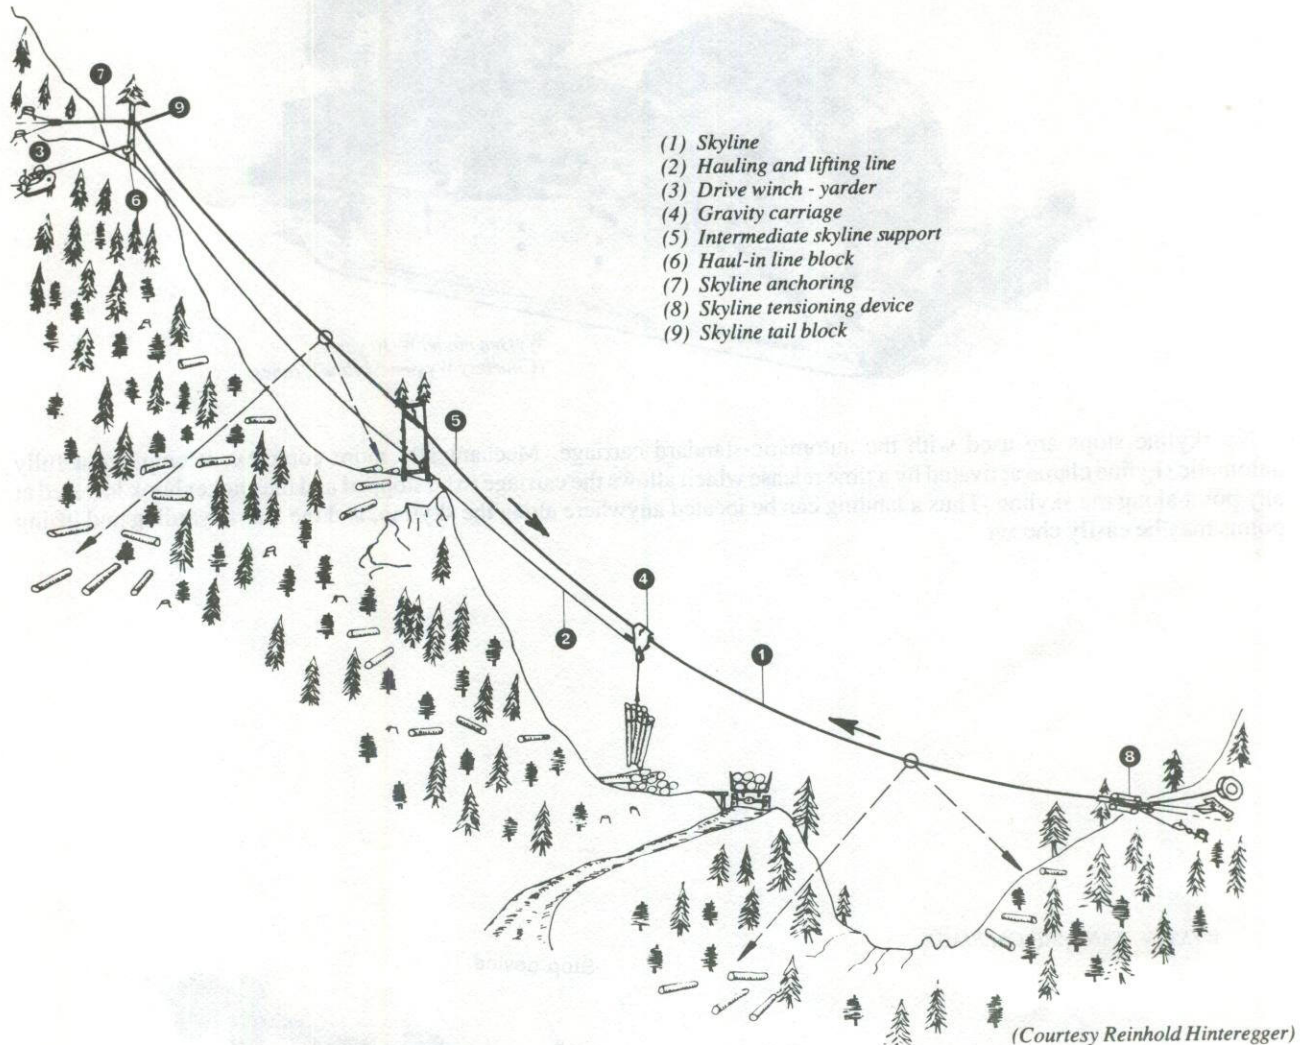 7
9
3
6
(1) Skyline
(2) Hauling and lifting line
(3) Drive winch - yarder
(4) Gravity carriage
(5) Intermediate skyline support
(6) Haul-in line block
(7) Skyline anchoring
(8) Skyline tensioning device
(9) Skyline tail block
5
4
2
1
8
(Courtesy Reinhold Hinteregger)